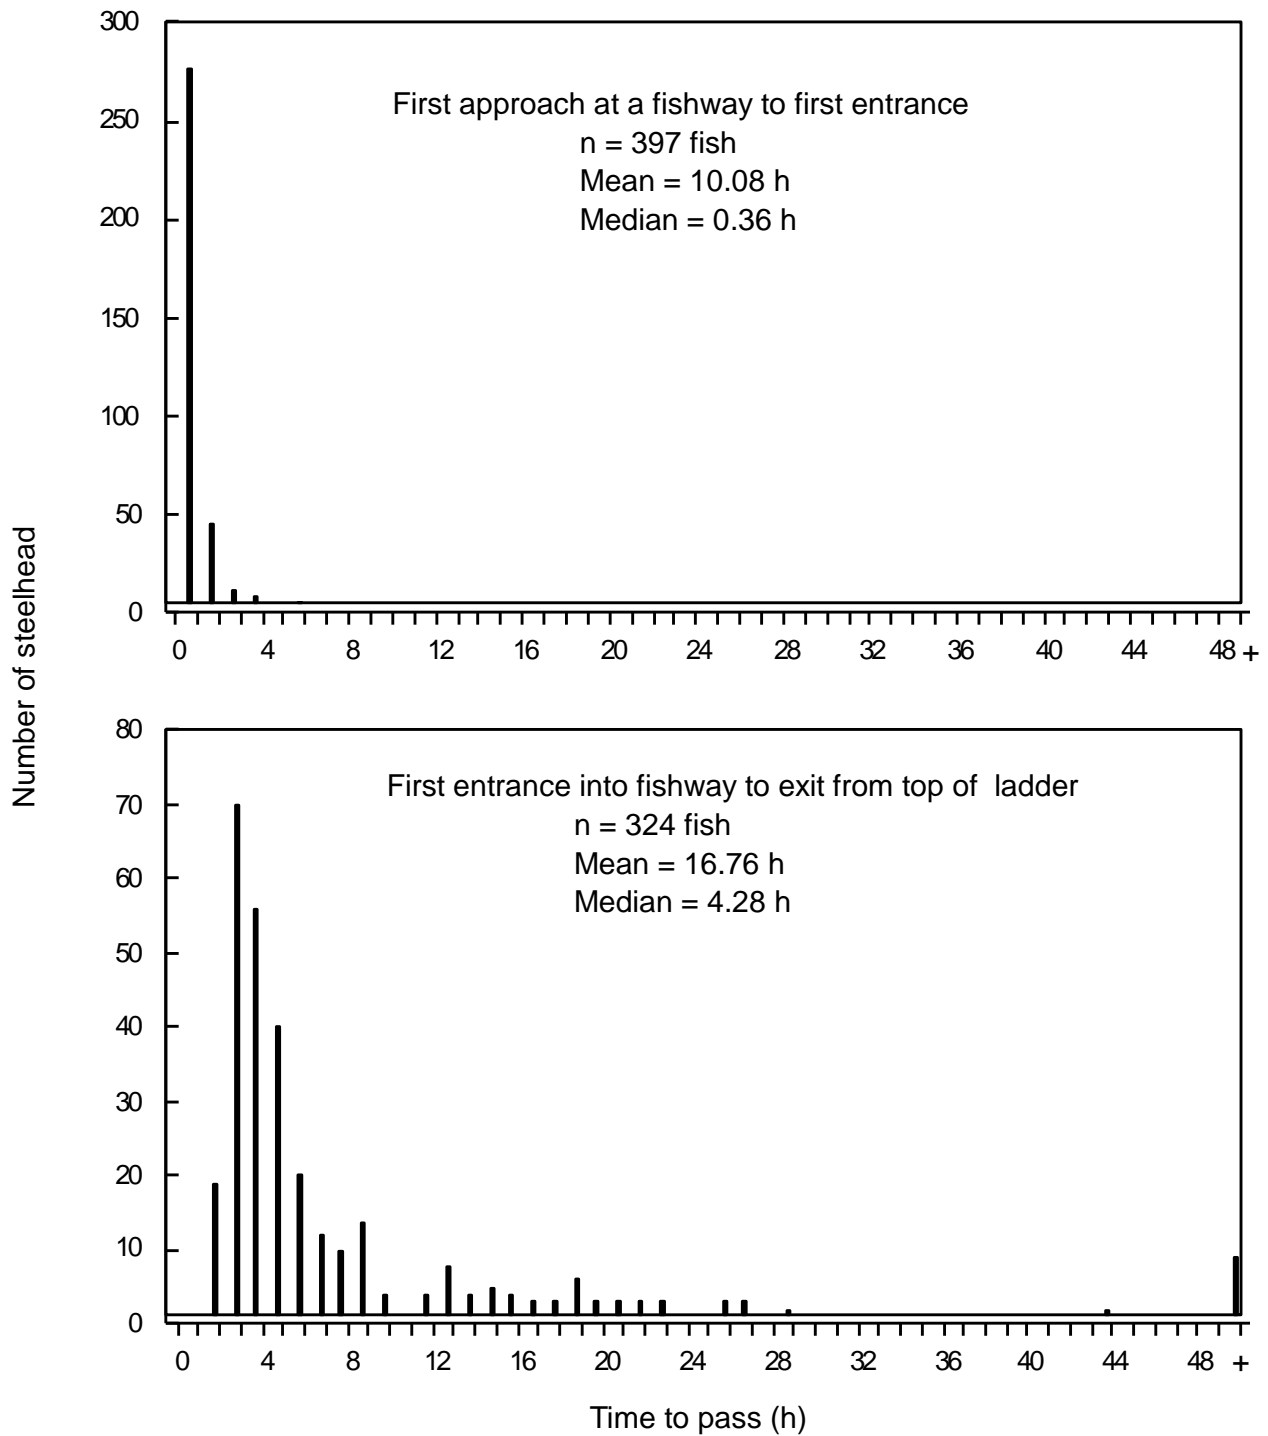 300
First approach at a fishway to first entrance
250
n = 397 fish
Mean = 10.08 h
200
Median = 0.36 h
150
100
50
0
0 4 8 12 16 20 24 28 32 36 40 44 48 +
Number of steelhead
80
First entrance into fishway to exit from top of ladder
70
n = 324 fish
Mean = 16.76 h
60
Median = 4.28 h
50
40
30
20
10
0
0 4 8 12 16 20 24 28 32 36 40 44 48 +
Time to pass (h)